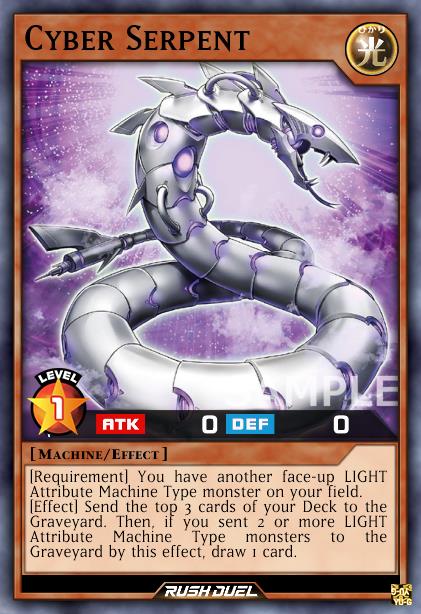 Cyber Serpent
ひかり
光
SAMPLE
LEVEL
1
ATK 0 DEF 0
[Machine/Effect]
[Requirement] You have another face-up LIGHT
Attribute Machine Type monster on your field.
[Effect] Send the top 3 cards of your Deck to the
Graveyard. Then, if you sent 2 or more LIGHT
Attribute Machine Type monsters to the
Graveyard by this effect, draw 1 card.
RUSH DUEL